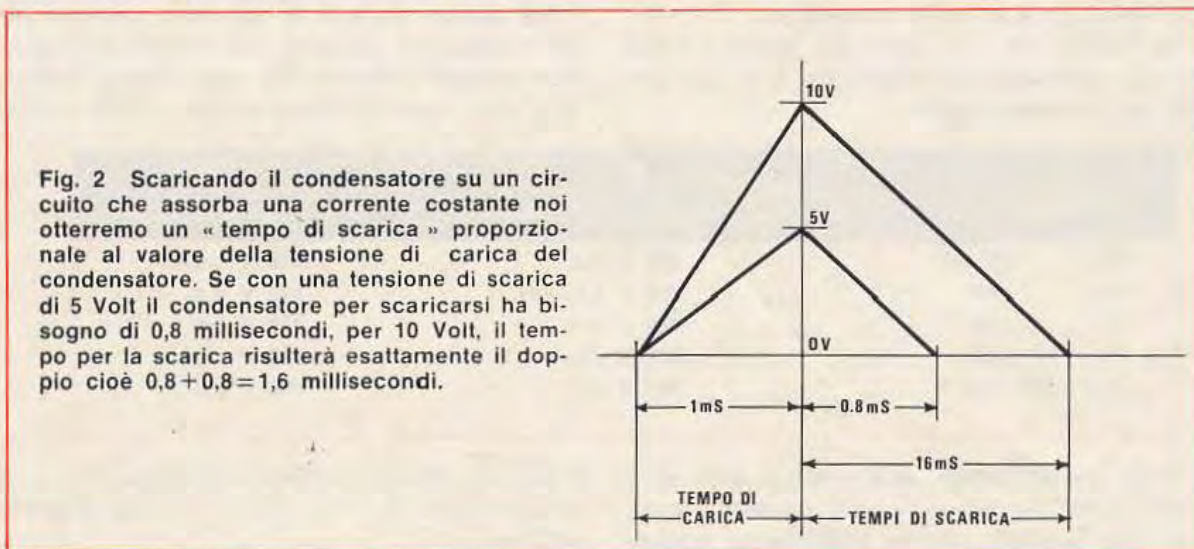 Fig. 2 Scaricando il condensatore su un cir-
cuito che assorba una corrente costante noi
otterremo un « tempo di scarica » proporzio-
nale al valore della tensione di carica del
condensatore. Se con una tensione di scarica
di 5 Volt il condensatore per scaricarsi ha bi-
sogno di 0,8 millisecondi, per 10 Volt, il tem-
po per la scarica risulterà esattamente il dop-
pio cioè 0,8+0,8=1,6 millisecondi.
10V
5V
0V
1mS
0.8mS
16mS
TEMPO DI
CARICA
TEMPI DI SCARICA